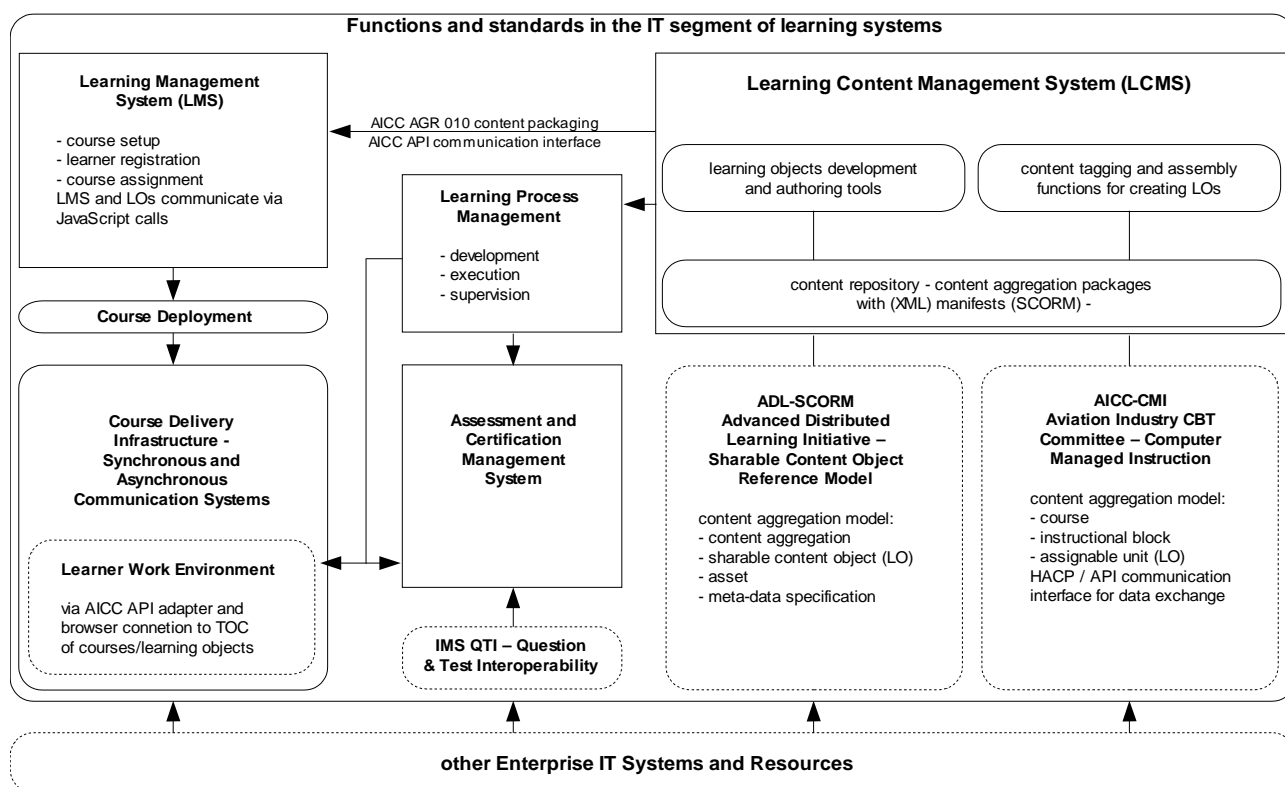 Functions and standards in the IT segment of learning systems
Learning Management
System (LMS)
- course setup
- learner registration
- course assignment
LMS and LOs communicate via
JavaScript calls
AICC AGR 010 content packaging
AICC API communication interface
Learning Content Management System (LCMS)
learning objects development
and authoring tools
content tagging and assembly
functions for creating LOs
content repository - content aggregation packages
with (XML) manifests (SCORM) -
Learning Process
Management
- development
- execution
- supervision
Course Deployment
Course Delivery
Infrastructure -
Synchronous and
Asynchronous
Communication Systems
Learner Work Environment
via AICC API adapter and
browser connetion to TOC
of courses/learning objects
Assessment and
Certification
Management
System
IMS QTI – Question
& Test Interoperability
ADL-SCORM
Advanced Distributed
Learning Initiative –
Sharable Content Object
Reference Model
content aggregation model:
- content aggregation
- sharable content object (LO)
- asset
- meta-data specification
AICC-CMI
Aviation Industry CBT
Committee – Computer
Managed Instruction
content aggregation model:
- course
- instructional block
- assignable unit (LO)
HACP / API communication
interface for data exchange
other Enterprise IT Systems and Resources